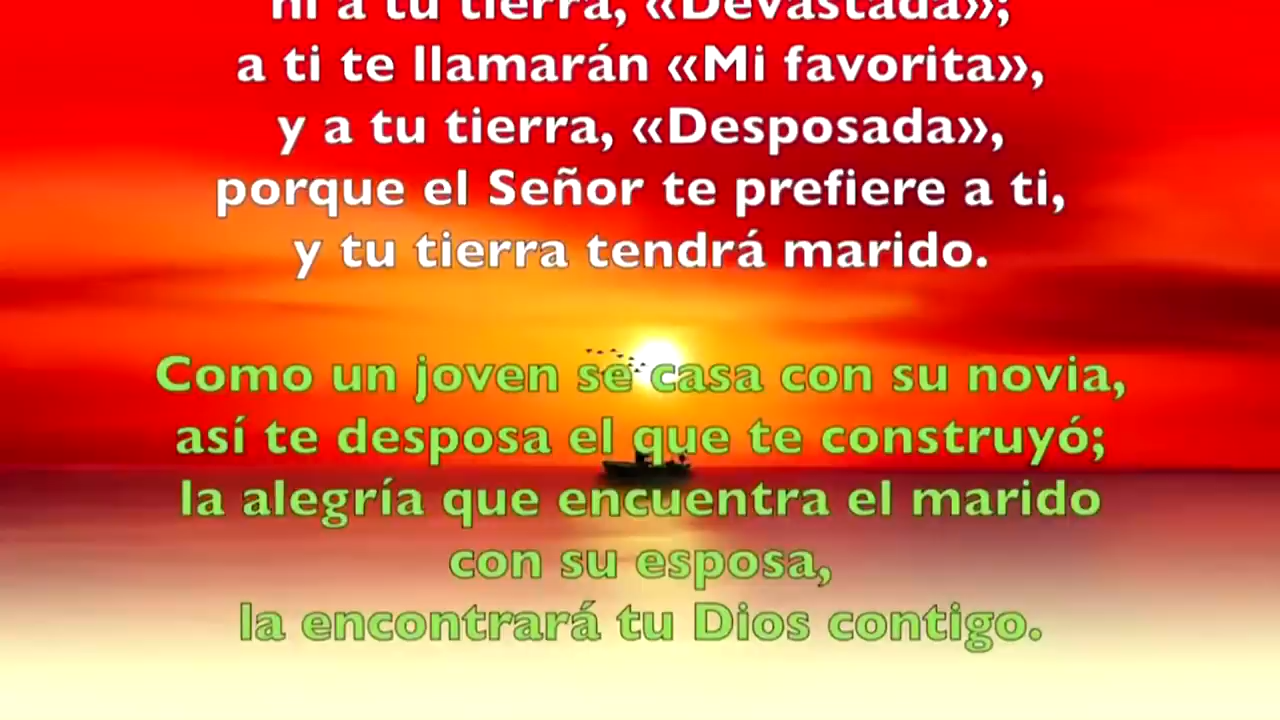 ni a tu tierra, «Devastada»;
a ti te llamarán «Mi favorita»,
y a tu tierra, «Desposada»,
porque el Señor te prefiere a ti,
y tu tierra tendrá marido.
Como un joven se casa con su novia,
así te desposa el que te construyó;
la alegría que encuentra el marido
con su esposa,
la encontrará tu Dios contigo.